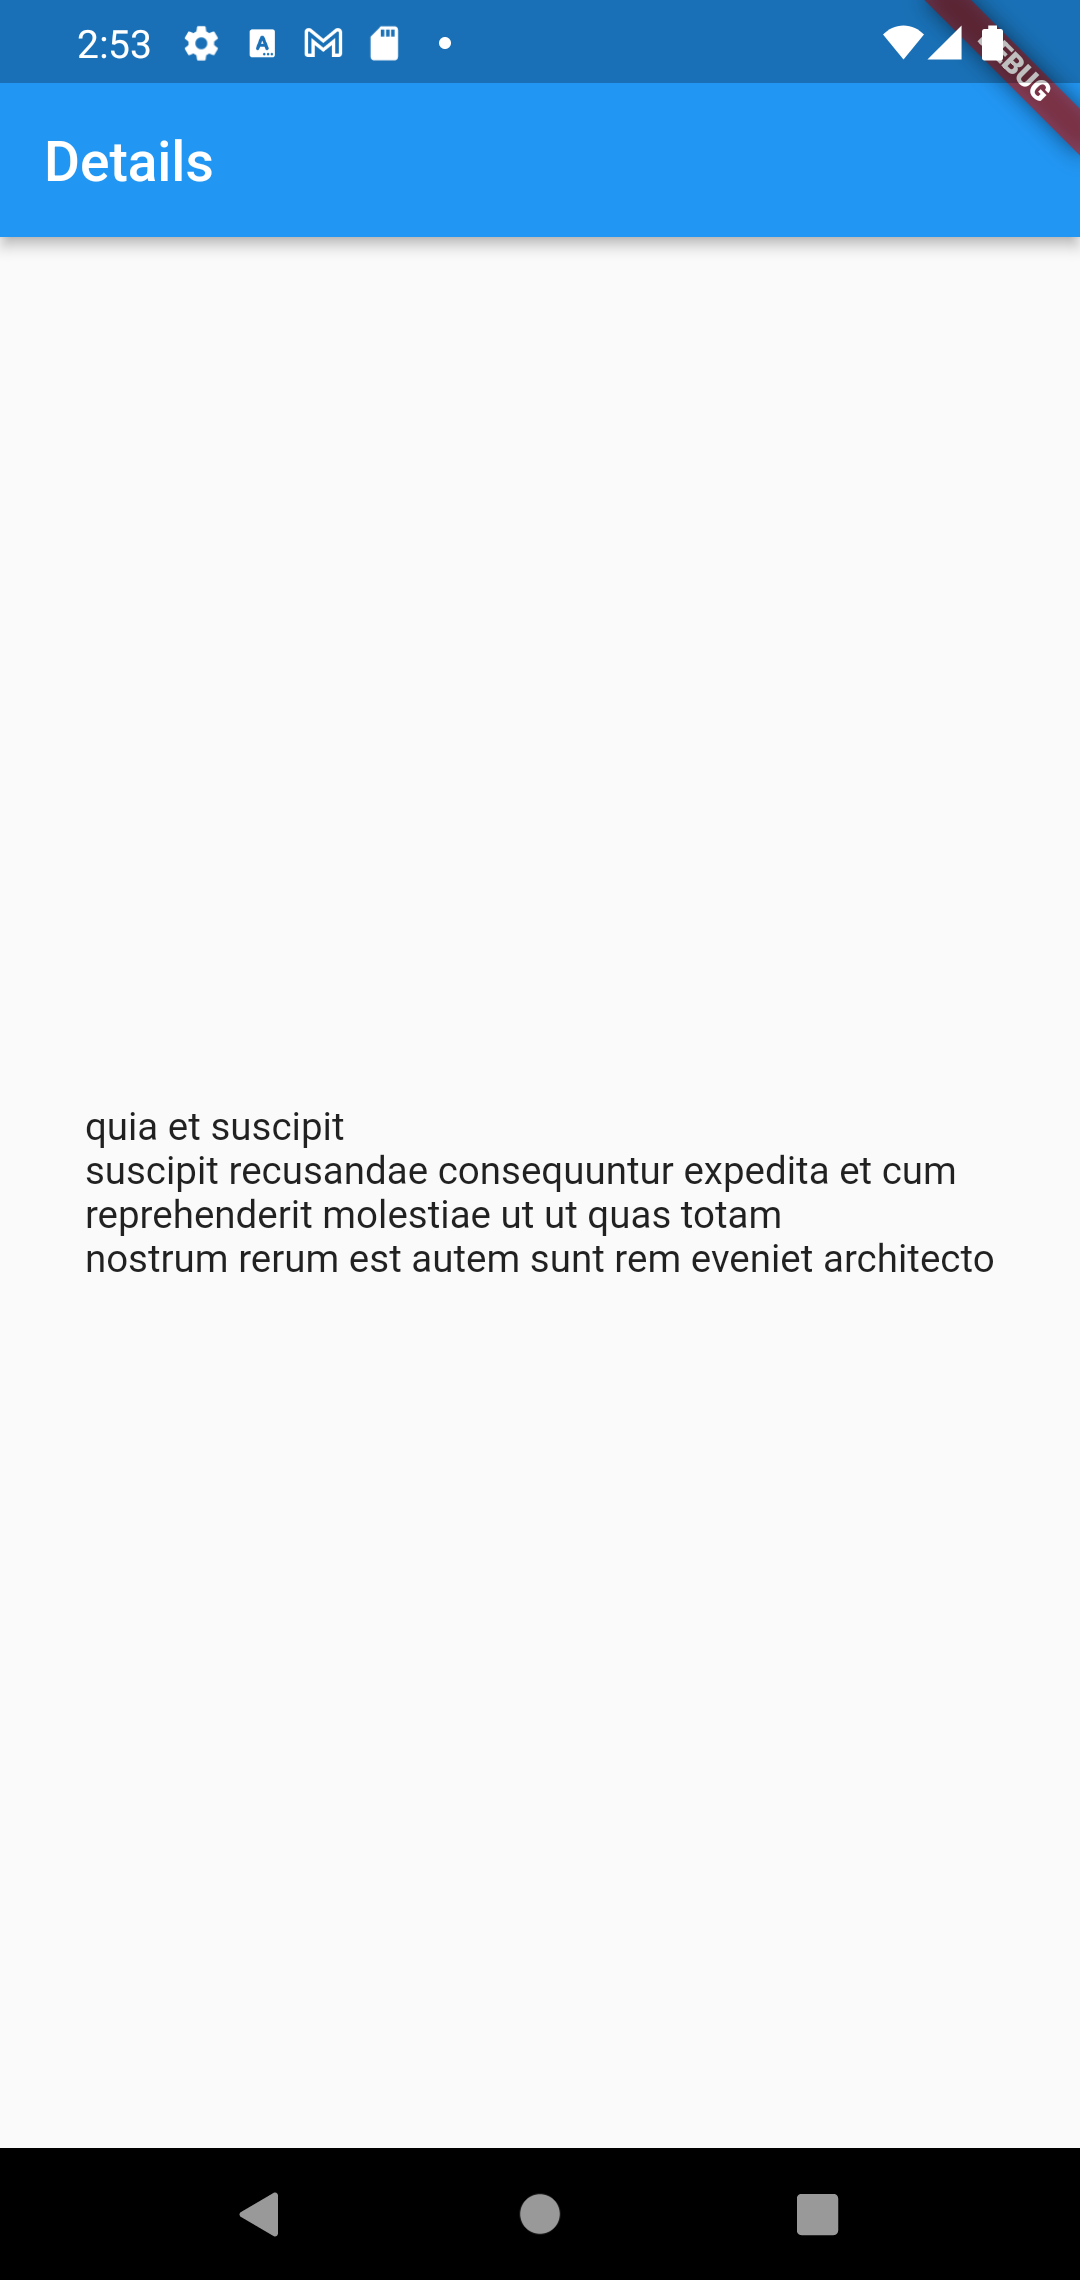 2:53
Details
quia et suscipit
suscipit recusandae consequuntur expedita et cum
reprehenderit molestiae ut ut quas totam
nostrum rerum est autem sunt rem eveniet architecto